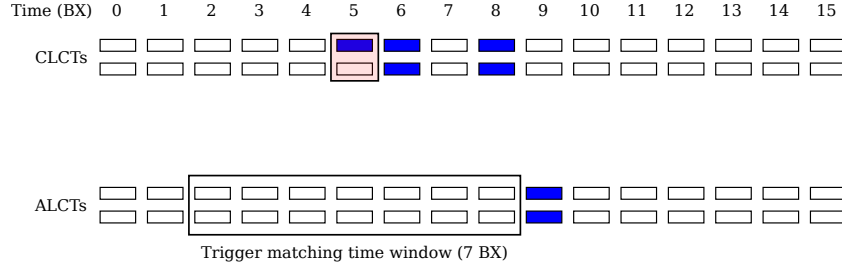 Time (BX) 0 1 2 3 4 5 6 7 8 9 10 11 12 13 14 15
CLCTs
ALCTs
Trigger matching time window (7 BX)